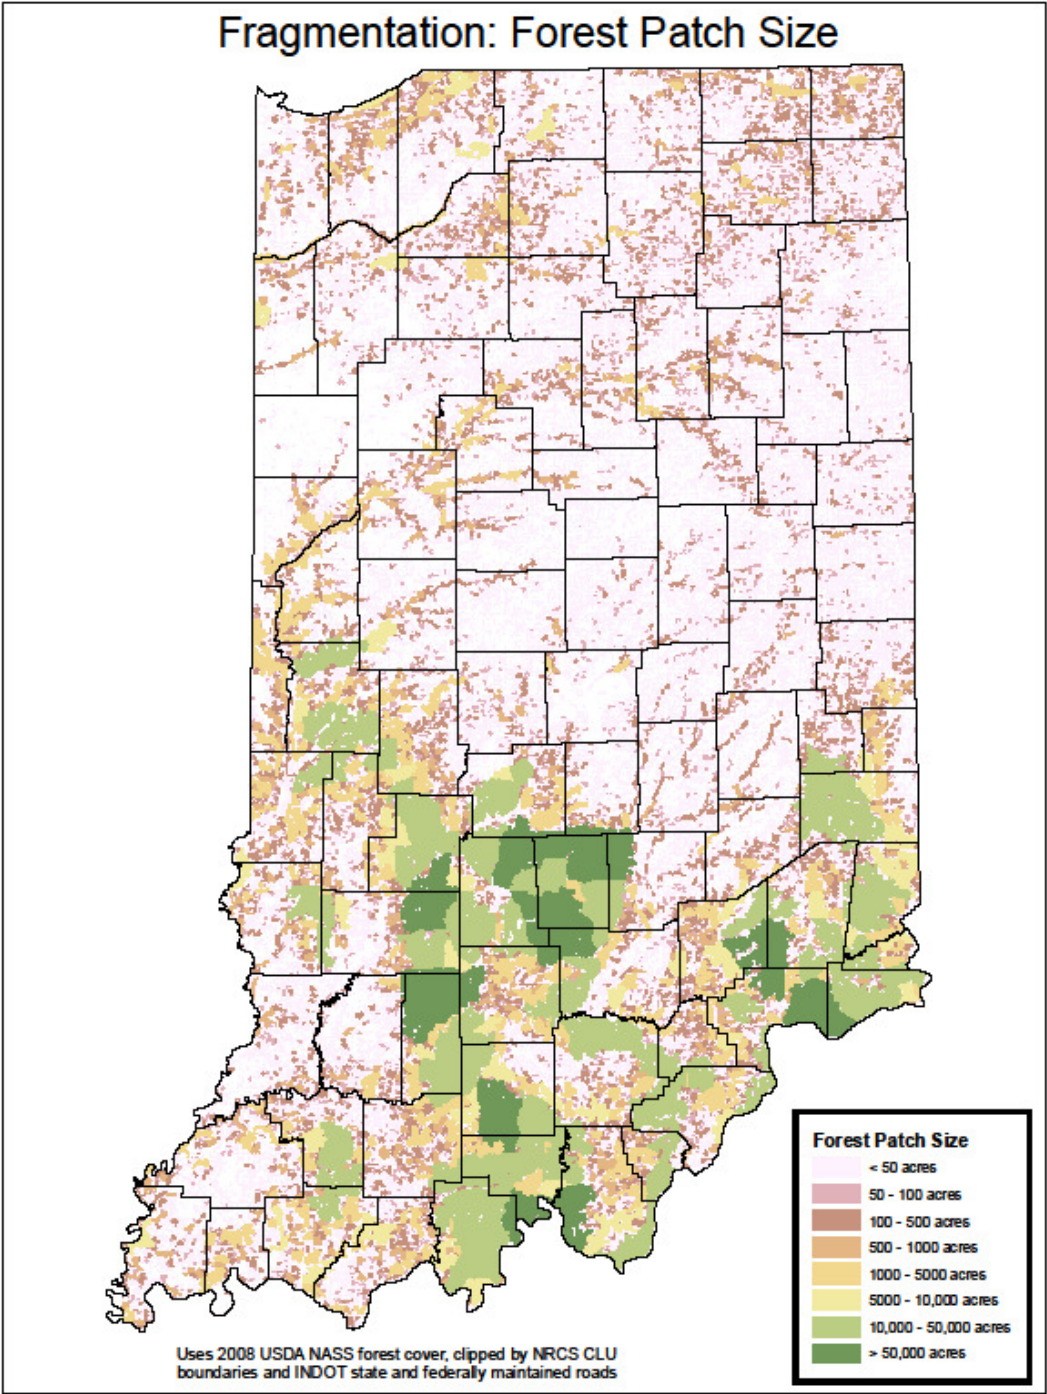 Fragmentation: Forest Patch Size
Forest Patch Size
< 50 acres
50 - 100 acres
100 - 500 acres
500 - 1000 acres
1000 - 5000 acres
5000 - 10,000 acres
10,000 - 50,000 acres
> 50,000 acres
Uses 2008 USDA NASS forest cover, clipped by NRCS CLU
boundaries and INDOT state and federally maintained roads